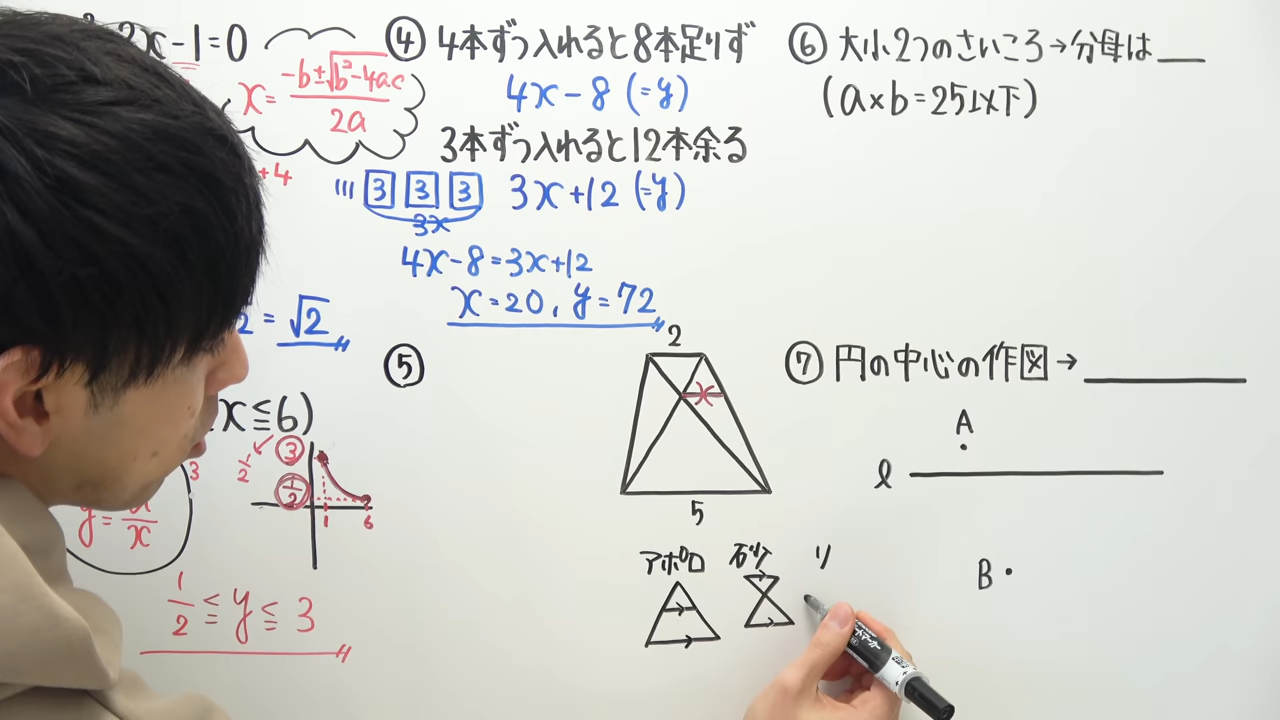 x-1=0
x=\frac{-b±\sqrt{b²-4ac}}{2a}
+4
2=√2
x≦6)
1/2
3
1/2
1 6
3
y=a/x
1/2≦y≦3
④ 4本ずつ入れると8本足りず
4x-8(=y)
3本ずつ入れると12本余る
3 3 3 3x+12(=y)
3x
4x-8=3x+12
x=20, y=72
⑤
2
x
5
アポロ
リ
⑥ 大小2つのさいころ→分母は
(a×b=25以下)
⑦ 円の中心の作図→
A
ℓ
B